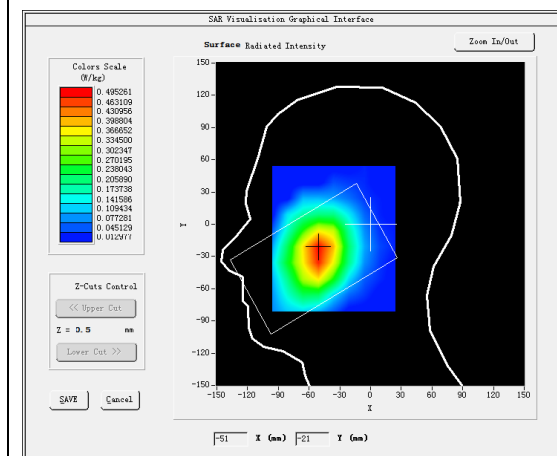 SAR Visualisation Graphical Interface
Surface Radiated Intensity
Zoom In/Out
Colors Scale
(W/kg)
0.495261
0.463109
0.430956
0.398804
0.366652
0.334500
0.302347
0.270195
0.238043
0.205890
0.173738
0.141586
0.109434
0.077281
0.045129
0.012977
Z-Cuts Control
<< Upper Cut
Z = 0.5 mm
Lower Cut >>
SAVE Cancel
150
120
90
60
30
0
-30
-60
-90
-120
-150
Y
-150 -120 -90 -60 -30 0 30 60 90 120 150
X
-51 X (mm) -21 Y (mm)